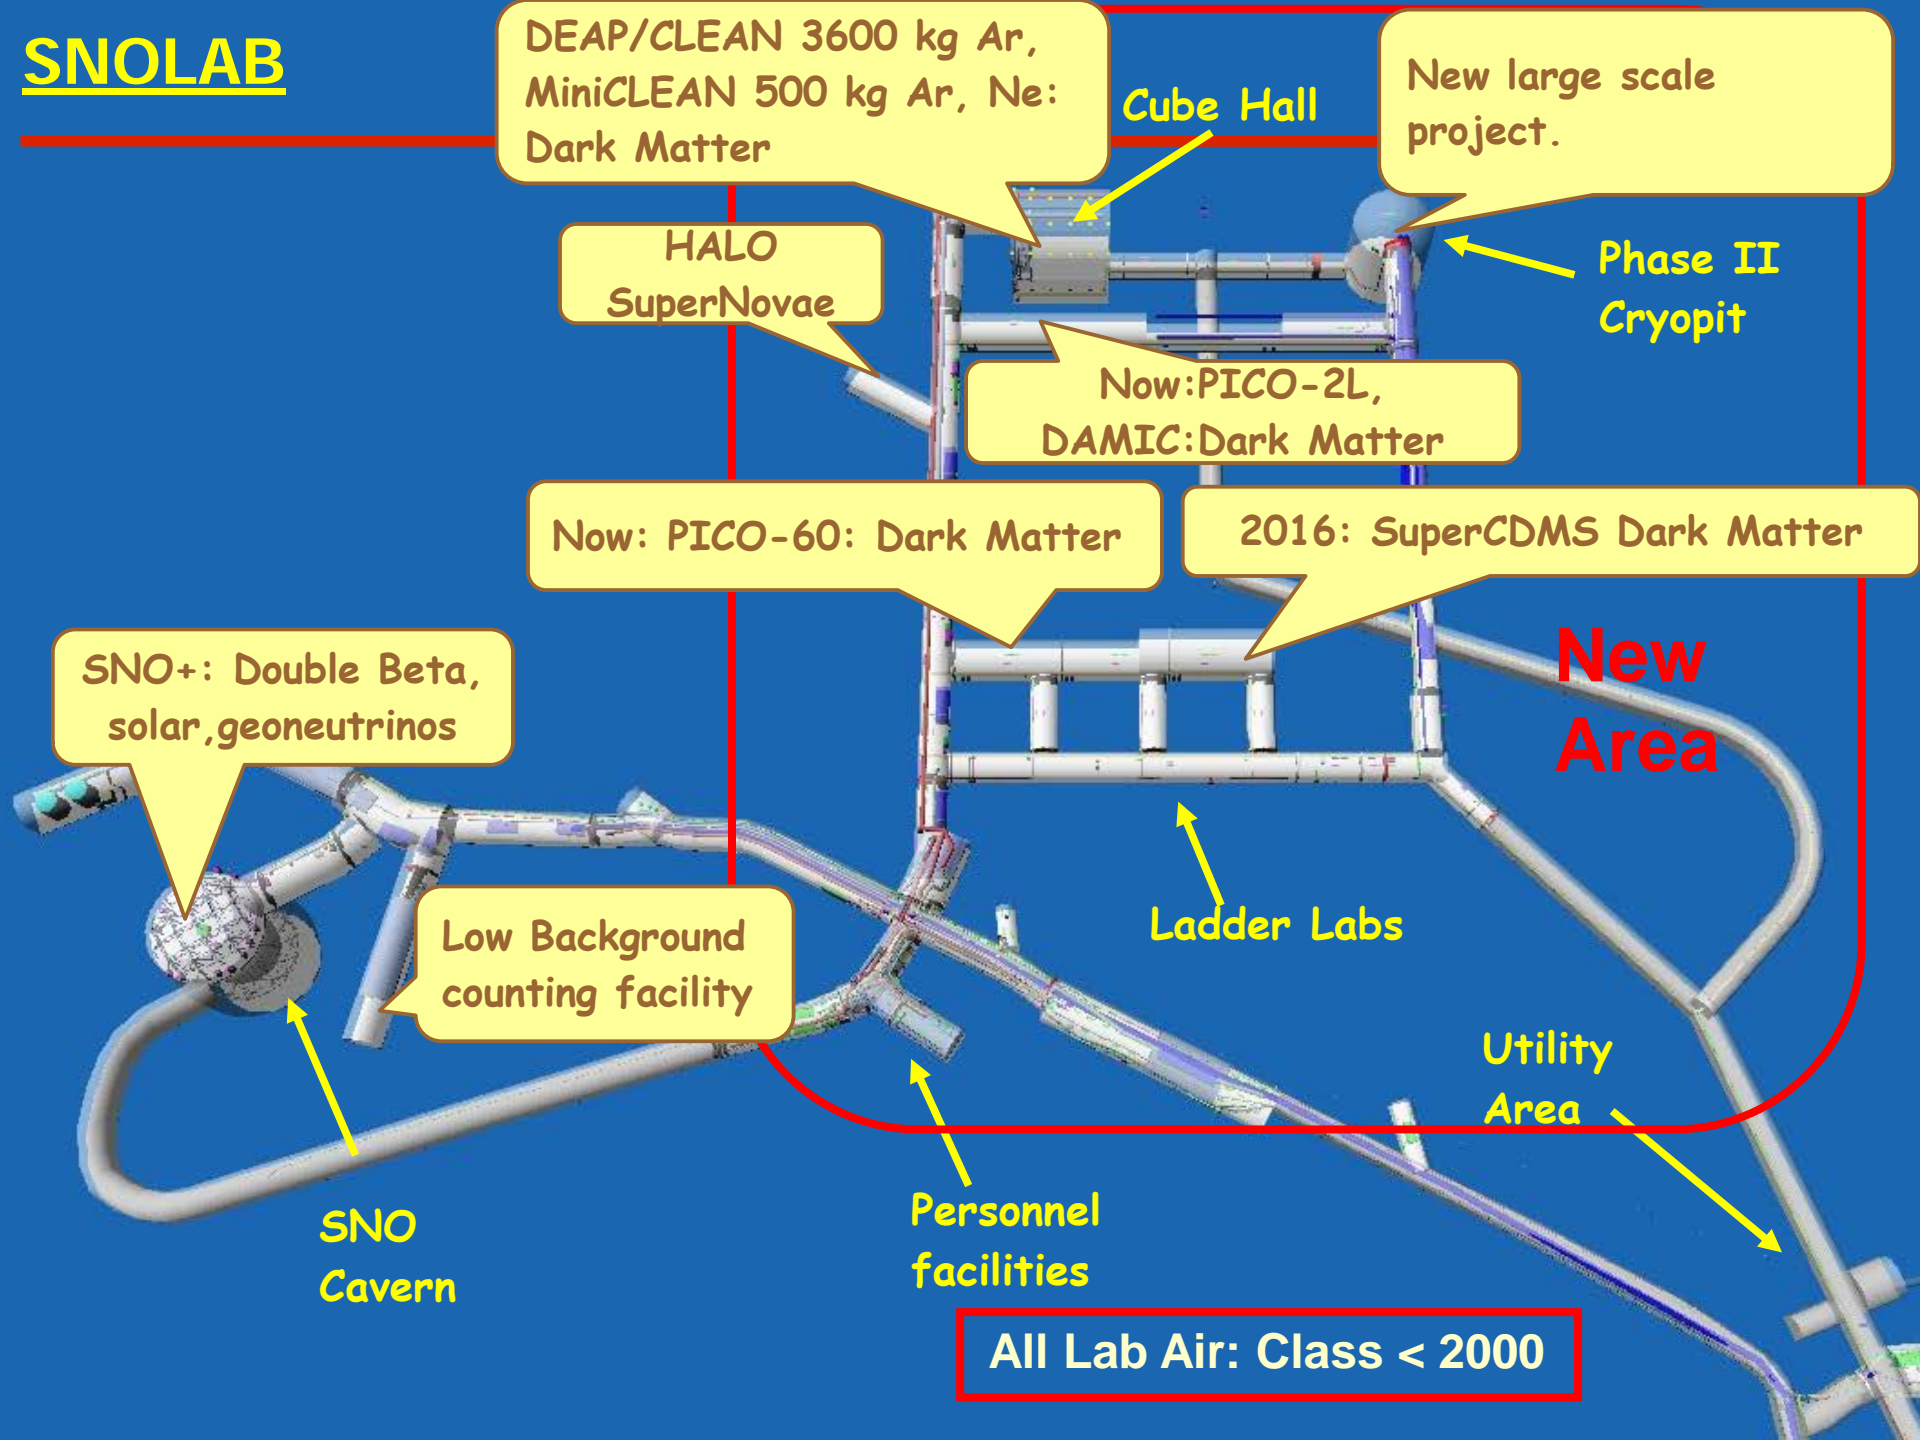 SNOLAB
DEAP/CLEAN 3600 kg Ar,
MiniCLEAN 500 kg Ar, Ne:
Dark Matter
Cube Hall
New large scale
project.
HALO
SuperNovae
Phase II
Cryopit
Now:PICO-2L,
DAMIC:Dark Matter
Now: PICO-60: Dark Matter
2016: SuperCDMS Dark Matter
SNO+: Double Beta,
solar,geoneutrinos
New
Area
Low Background
counting facility
Ladder Labs
Utility
Area
SNO
Cavern
Personnel
facilities
All Lab Air: Class < 2000